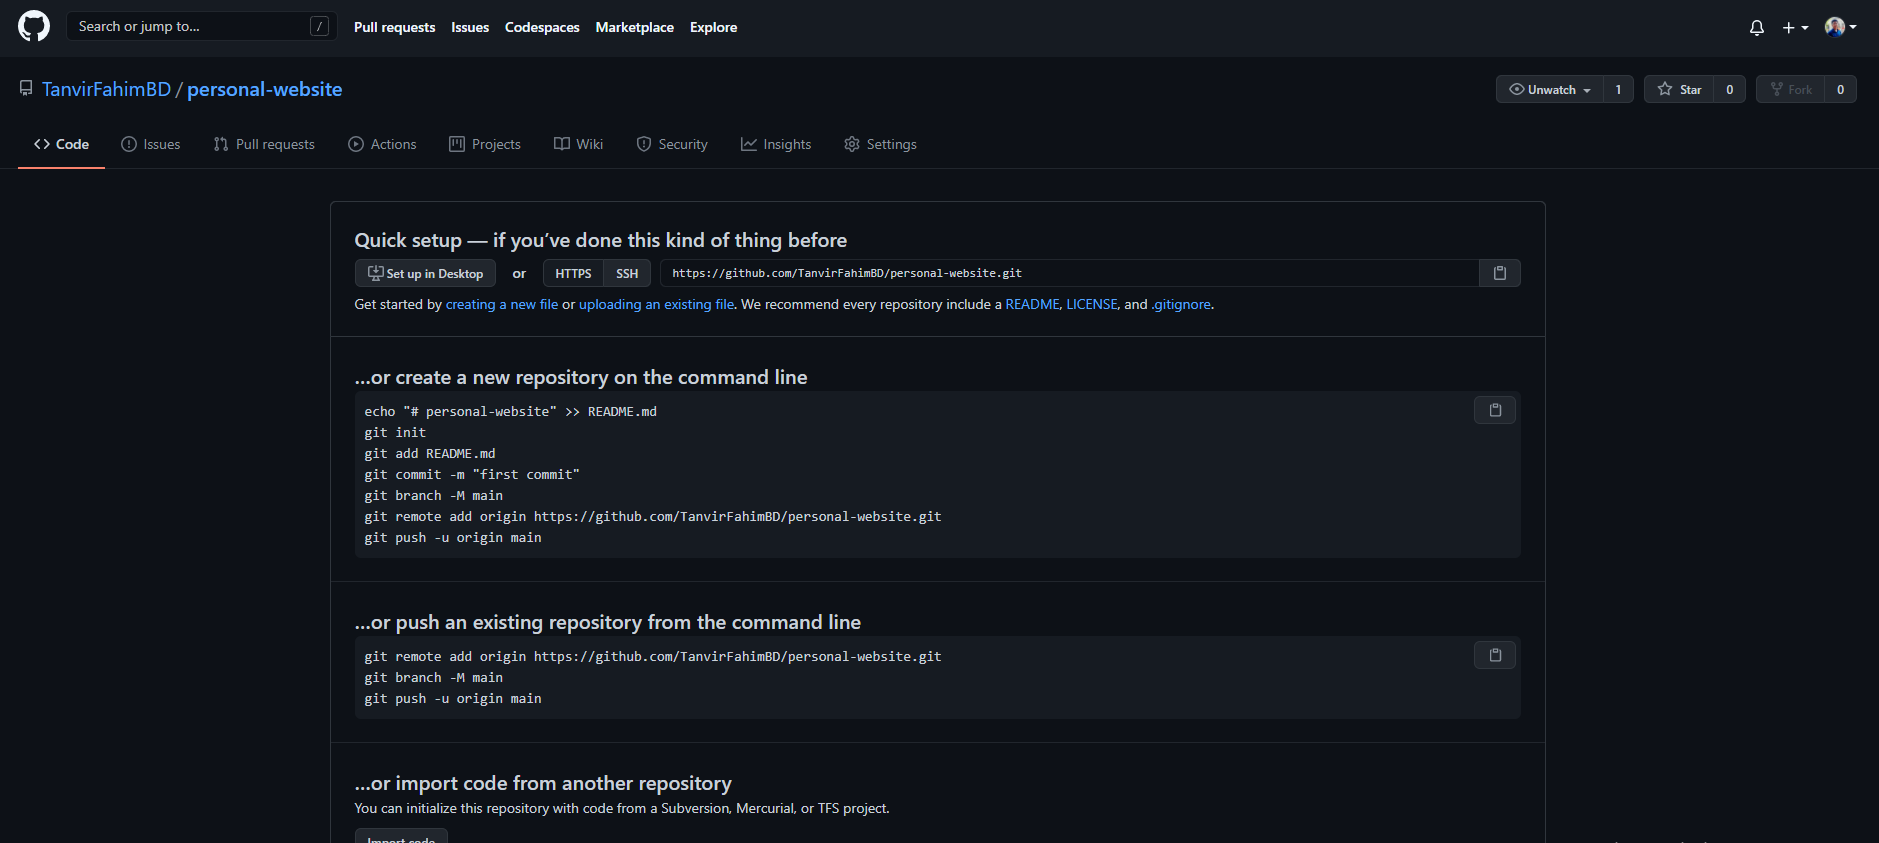 Search or jump to... /
Pull requests Issues Codespaces Marketplace Explore
TanvirFahimBD / personal-website
Unwatch 1 Star 0 Fork 0
Code Issues Pull requests Actions Projects Wiki Security Insights Settings
Quick setup — if you’ve done this kind of thing before
Set up in Desktop or HTTPS SSH https://github.com/TanvirFahimBD/personal-website.git
Get started by creating a new file or uploading an existing file. We recommend every repository include a README, LICENSE, and .gitignore.
…or create a new repository on the command line
echo "# personal-website" >> README.md
git init
git add README.md
git commit -m "first commit"
git branch -M main
git remote add origin https://github.com/TanvirFahimBD/personal-website.git
git push -u origin main
…or push an existing repository from the command line
git remote add origin https://github.com/TanvirFahimBD/personal-website.git
git branch -M main
git push -u origin main
…or import code from another repository
You can initialize this repository with code from a Subversion, Mercurial, or TFS project.
Import code